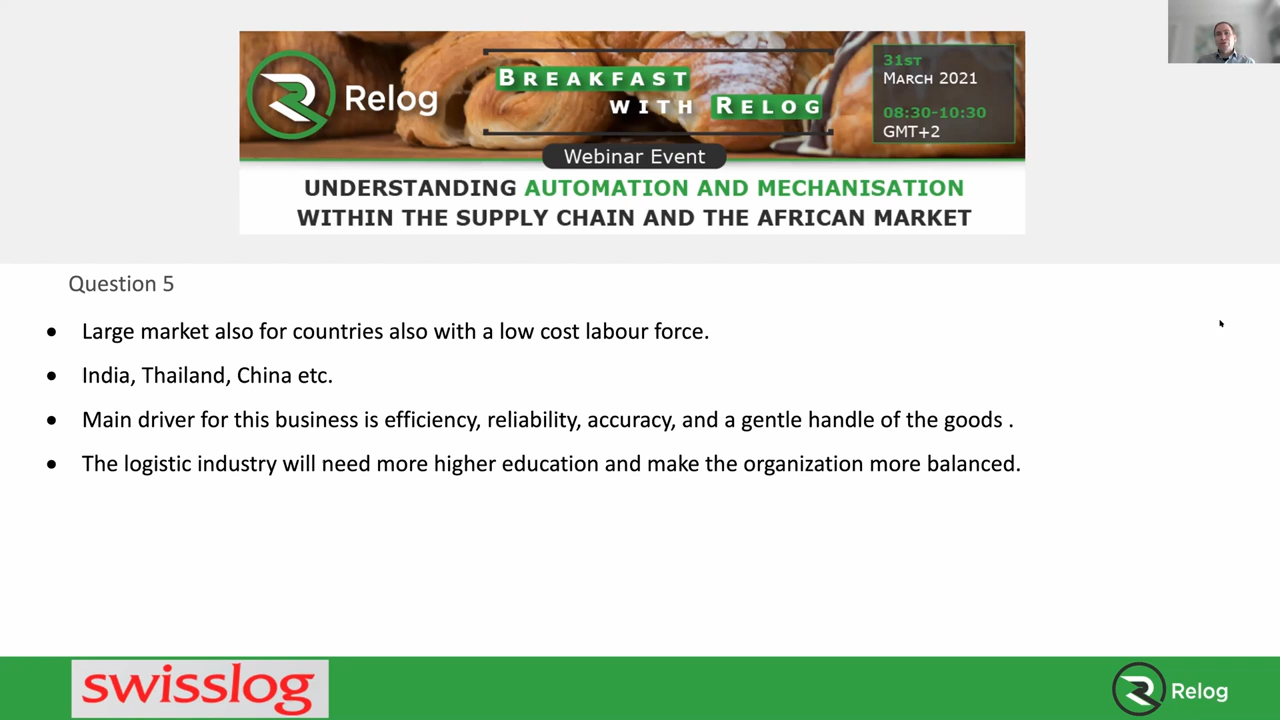 Relog
BREAKFAST
WITH RELOG
31ST
MARCH 2021
08:30-10:30
GMT+2
Webinar Event
UNDERSTANDING AUTOMATION AND MECHANISATION
WITHIN THE SUPPLY CHAIN AND THE AFRICAN MARKET
Question 5
• Large market also for countries also with a low cost labour force.
• India, Thailand, China etc.
• Main driver for this business is efficiency, reliability, accuracy, and a gentle handle of the goods .
• The logistic industry will need more higher education and make the organization more balanced.
swisslog
Relog